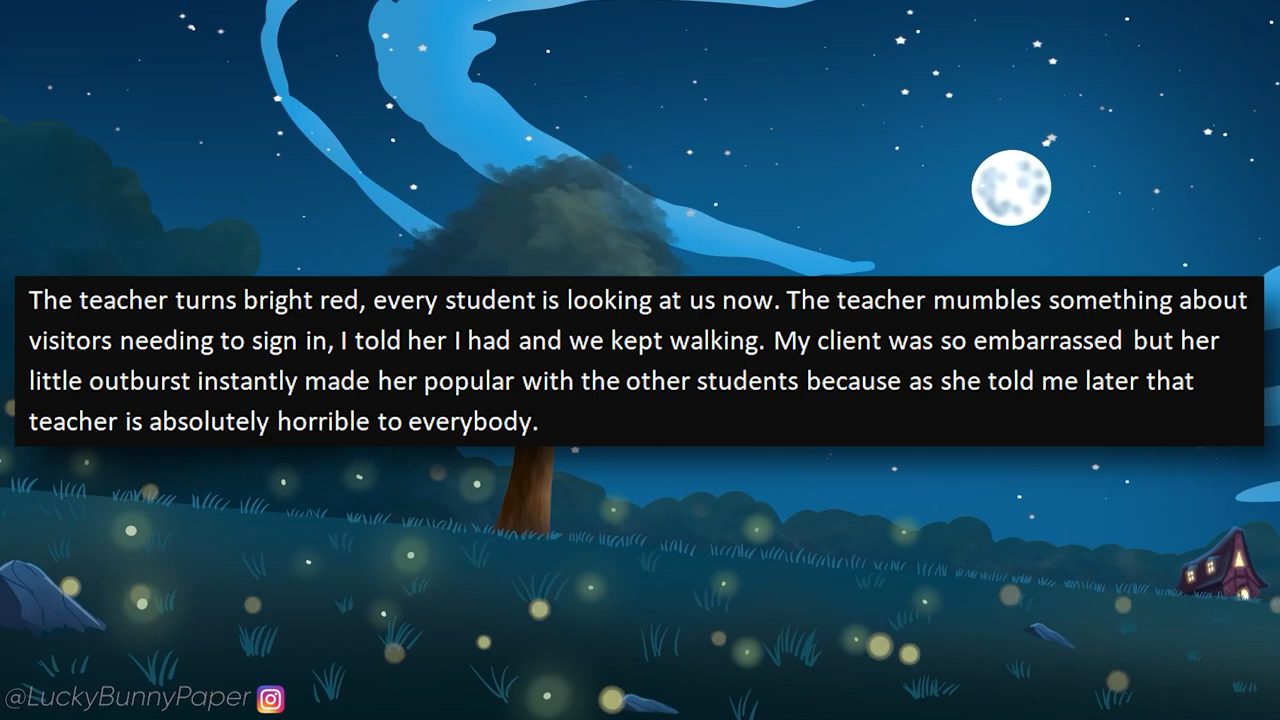 The teacher turns bright red, every student is looking at us now. The teacher mumbles something about
visitors needing to sign in, I told her I had and we kept walking. My client was so embarrassed but her
little outburst instantly made her popular with the other students because as she told me later that
teacher is absolutely horrible to everybody.
@LuckyBunnyPaper